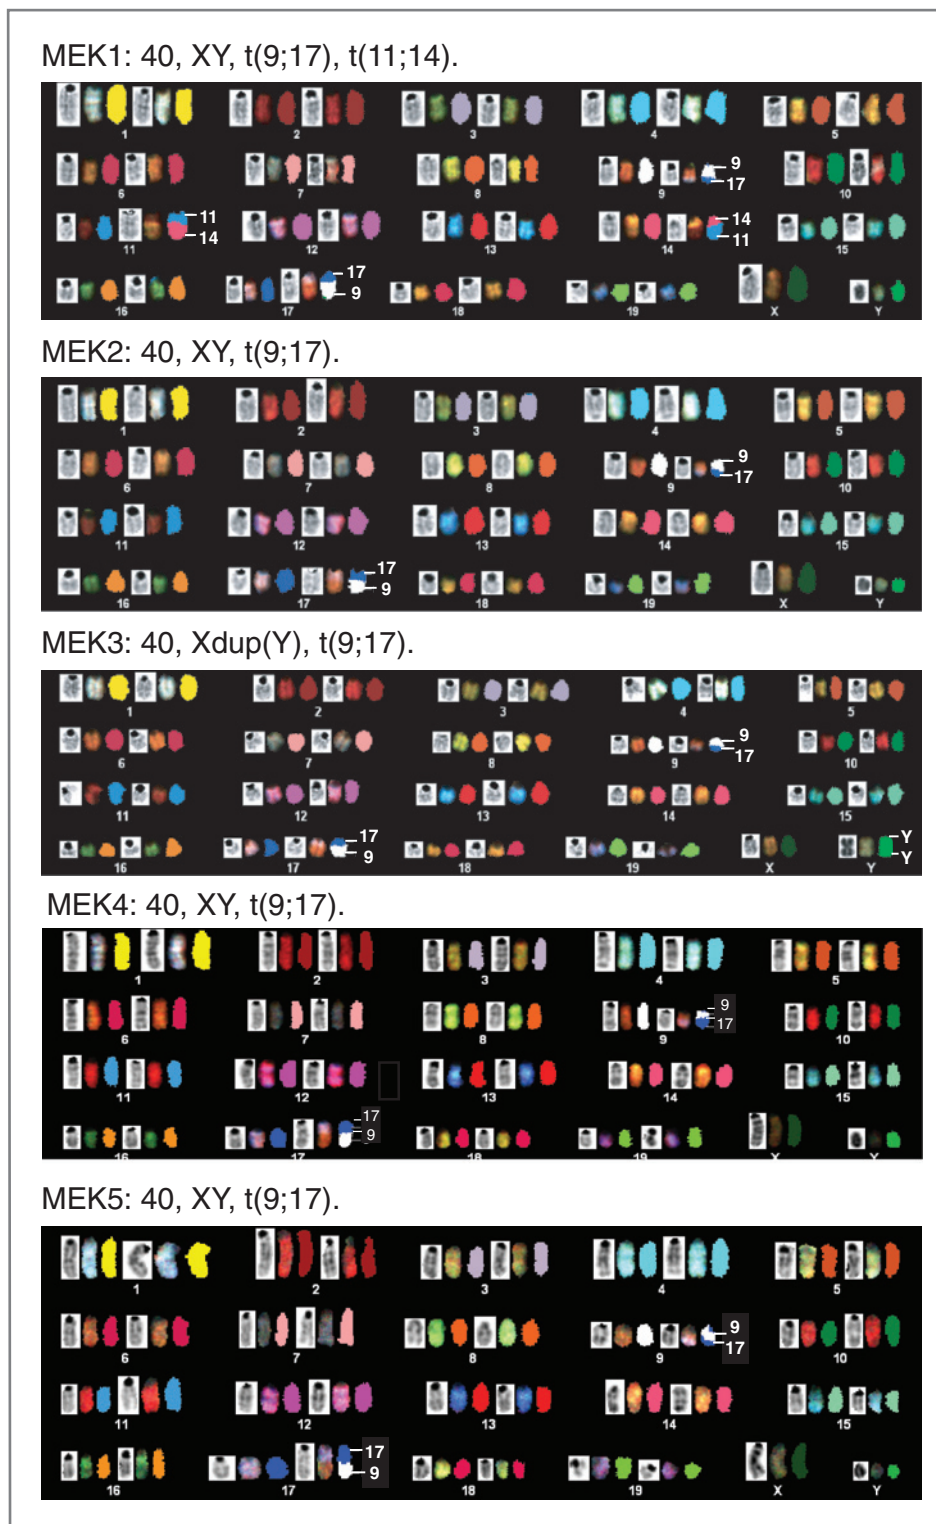 MEK1: 40, XY, t(9;17), t(11;14).
1 2 3 4 5
9
17
6 7 8 9 10
11
14
14
11
11 12 13 14 15
17
9
16 17 18 19 X Y
MEK2: 40, XY, t(9;17).
1 2 3 4 5
9
17
6 7 8 9 10
11 12 13 14 15
17
9
16 17 18 19 X Y
MEK3: 40, Xdup(Y), t(9;17).
1 2 3 4 5
9
17
6 7 8 9 10
11 12 13 14 15
17
9
Y
Y
16 17 18 19 X Y
MEK4: 40, XY, t(9;17).
1 2 3 4 5
9
17
6 7 8 9 10
11 12 13 14 15
17
9
16 17 18 19 X Y
MEK5: 40, XY, t(9;17).
1 2 3 4 5
9
17
6 7 8 9 10
11 12 13 14 15
17
9
16 17 18 19 X Y